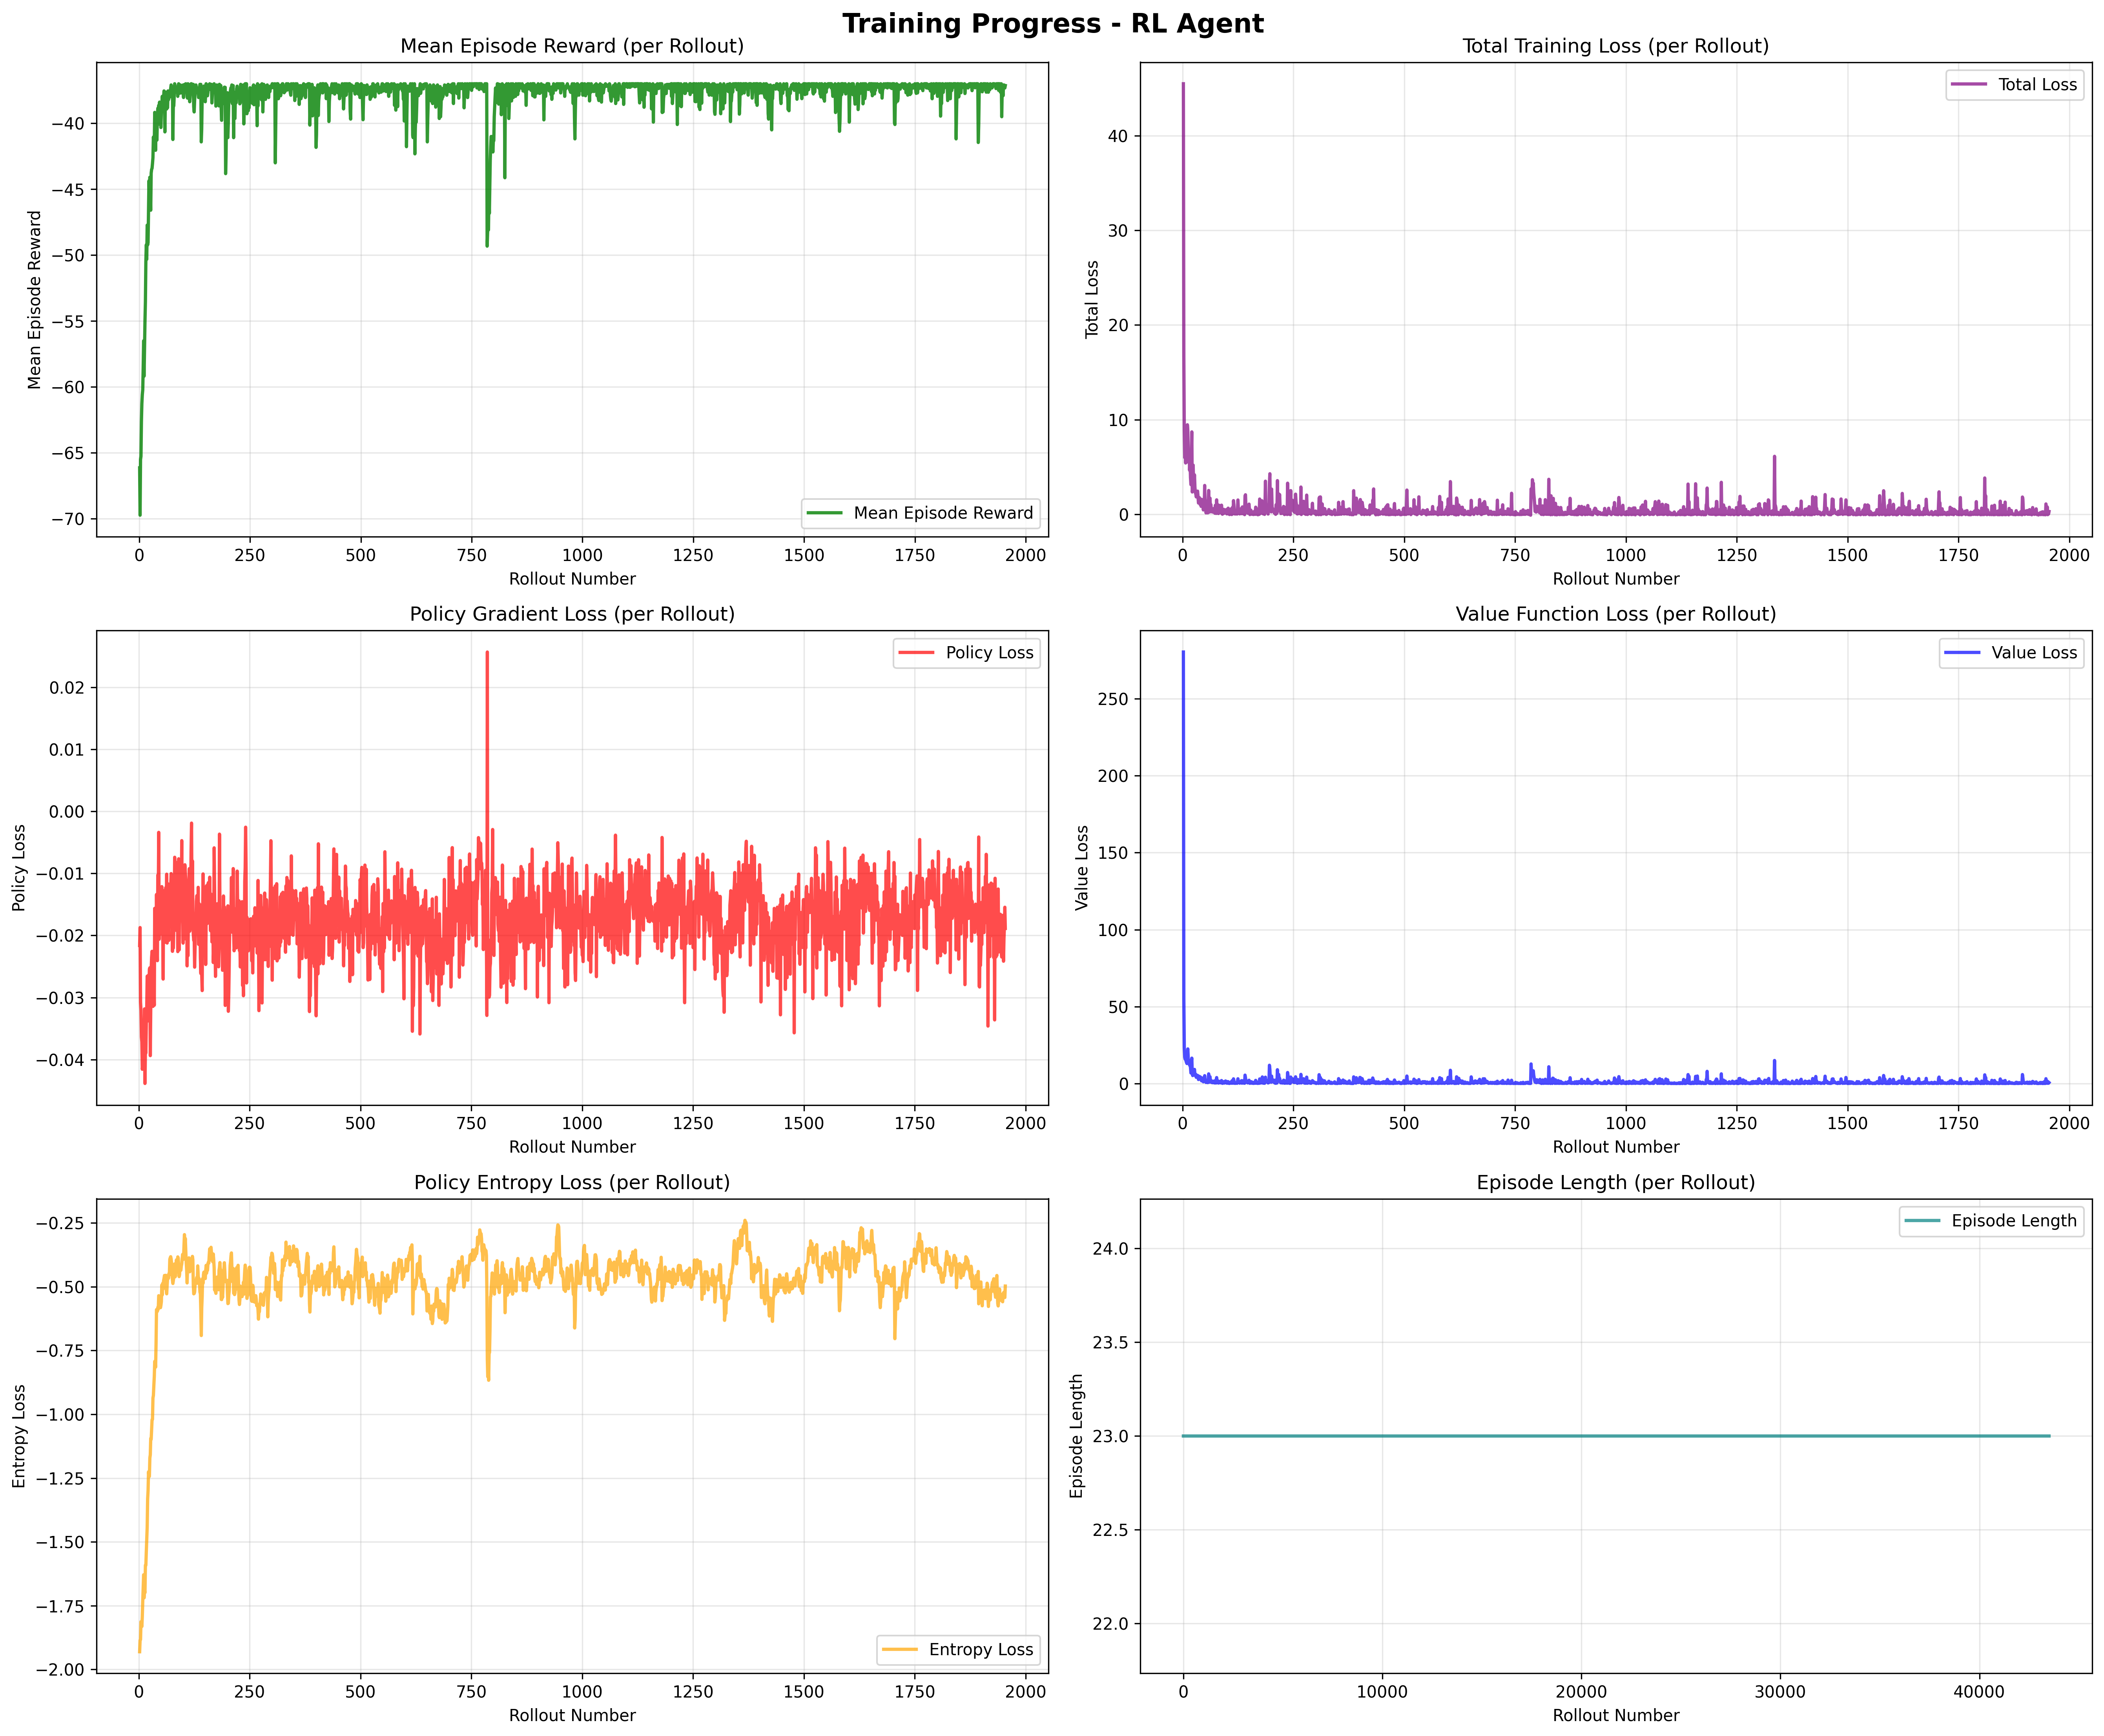 Training Progress - RL Agent
Mean Episode Reward (per Rollout)
Mean Episode Reward
−40
−45
−50
−55
−60
−65
−70
Mean Episode Reward
0 250 500 750 1000 1250 1500 1750 2000
Rollout Number
Total Training Loss (per Rollout)
Total Loss
40
30
20
10
0
Total Loss
0 250 500 750 1000 1250 1500 1750 2000
Rollout Number
Policy Gradient Loss (per Rollout)
Policy Loss
0.02
0.01
0.00
−0.01
−0.02
−0.03
−0.04
Policy Loss
0 250 500 750 1000 1250 1500 1750 2000
Rollout Number
Value Function Loss (per Rollout)
Value Loss
250
200
150
100
50
0
Value Loss
0 250 500 750 1000 1250 1500 1750 2000
Rollout Number
Policy Entropy Loss (per Rollout)
Entropy Loss
−0.25
−0.50
−0.75
−1.00
−1.25
−1.50
−1.75
−2.00
Entropy Loss
0 250 500 750 1000 1250 1500 1750 2000
Rollout Number
Episode Length (per Rollout)
Episode Length
24.0
23.5
23.0
22.5
22.0
Episode Length
0 10000 20000 30000 40000
Rollout Number